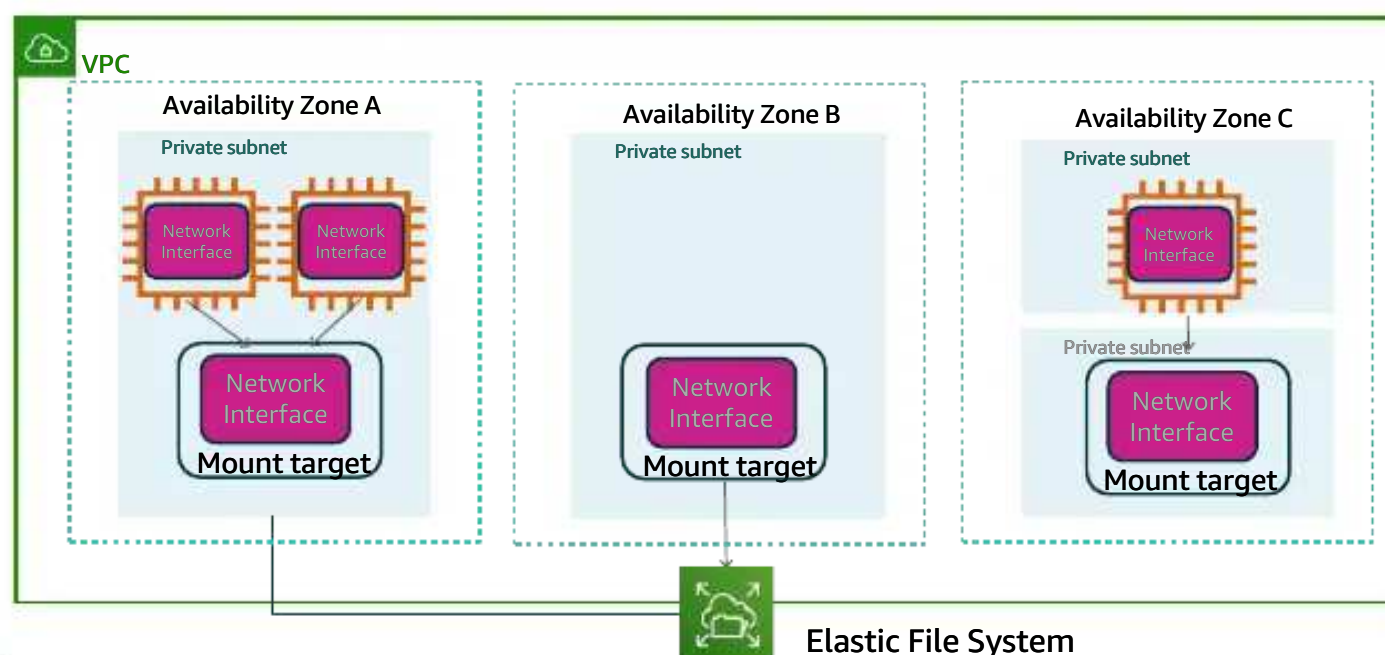 VPC
Availability Zone A
Private subnet
Network
Interface
Network
Interface
Network
Interface
Mount target
Availability Zone B
Private subnet
Network
Interface
Mount target
Availability Zone C
Private subnet
Network
Interface
Private subnet
Network
Interface
Mount target
Elastic File System